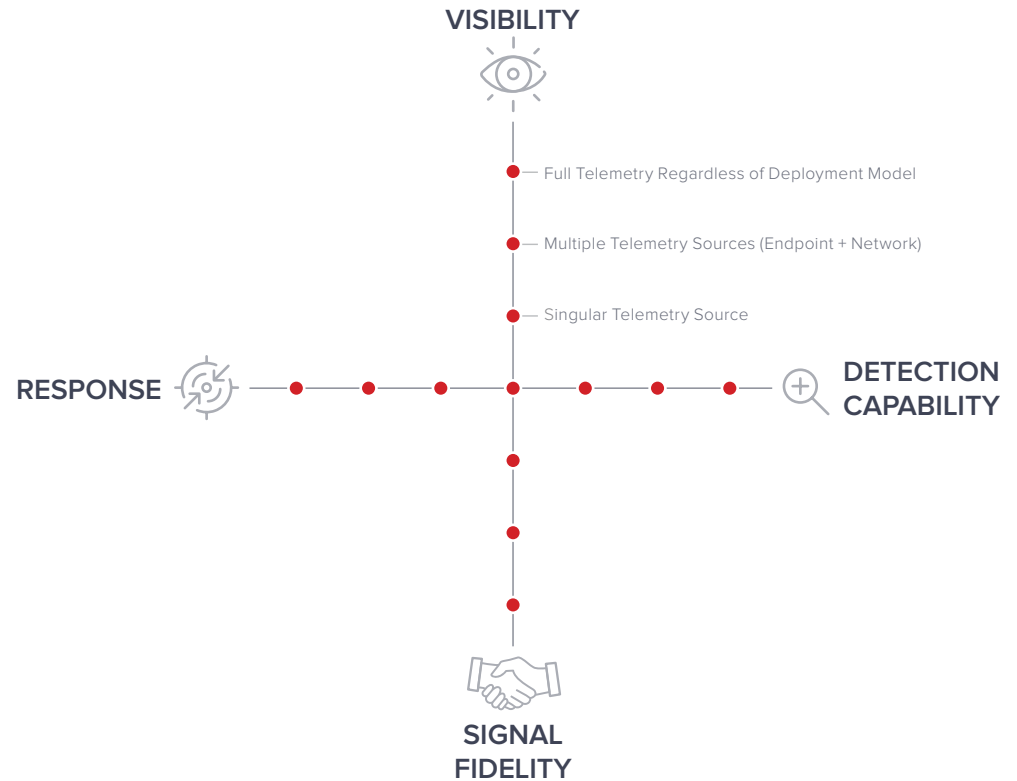 VISIBILITY
Full Telemetry Regardless of Deployment Model
Multiple Telemetry Sources (Endpoint + Network)
Singular Telemetry Source
RESPONSE
DETECTION
CAPABILITY
SIGNAL
FIDELITY